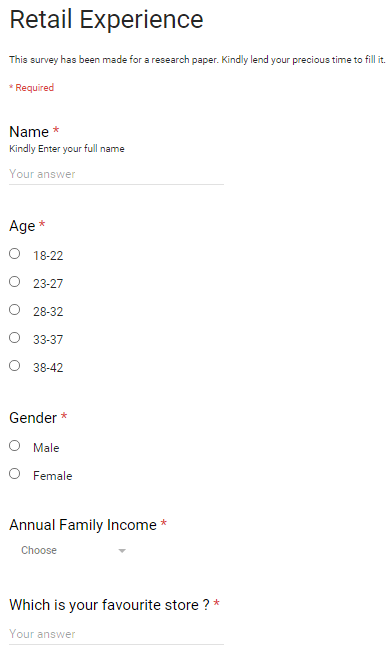 Retail Experience
This survey has been made for a research paper. Kindly lend your precious time to fill it.
* Required
Name *
Kindly Enter your full name
Your answer
Age *
18-22
23-27
28-32
33-37
38-42
Gender *
Male
Female
Annual Family Income *
Choose
Which is your favourite store ? *
Your answer